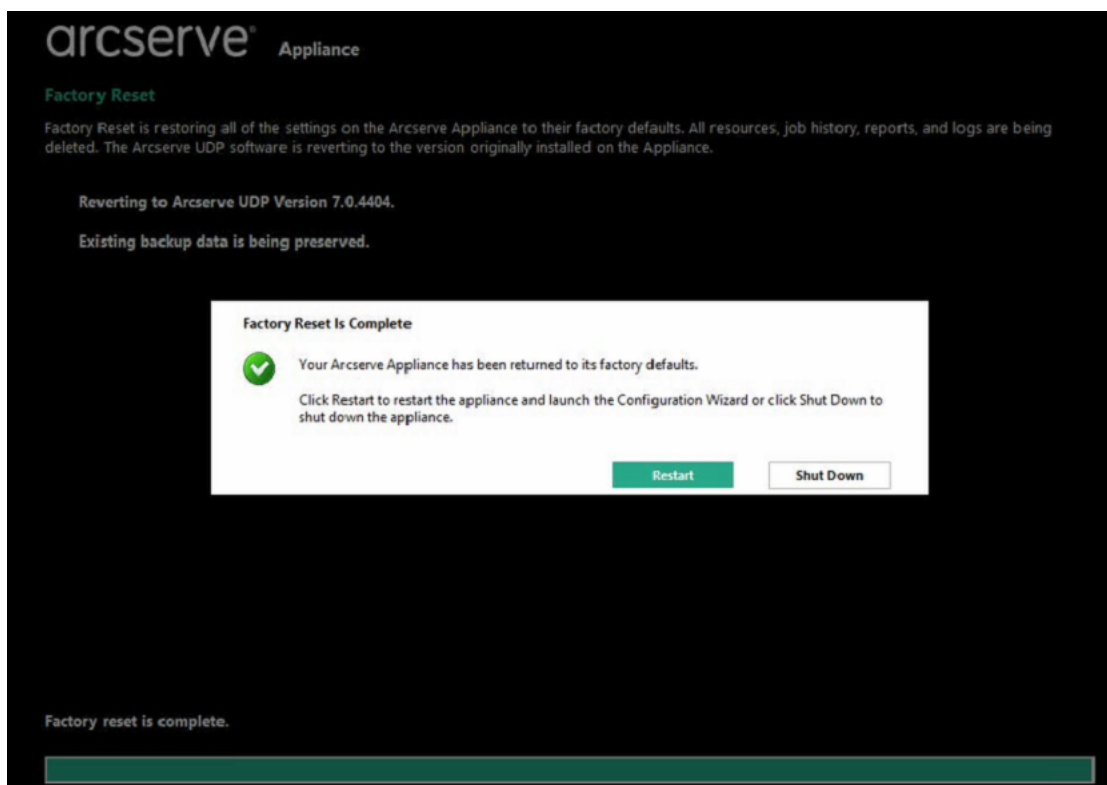 arcserve® Appliance
Factory Reset
Factory Reset is restoring all of the settings on the Arcserve Appliance to their factory defaults. All resources, job history, reports, and logs are being
deleted. The Arcserve UDP software is reverting to the version originally installed on the Appliance.
Reverting to Arcserve UDP Version 7.0.4404.
Existing backup data is being preserved.
Factory Reset Is Complete
Your Arcserve Appliance has been returned to its factory defaults.
Click Restart to restart the appliance and launch the Configuration Wizard or click Shut Down to
shut down the appliance.
Restart Shut Down
Factory reset is complete.